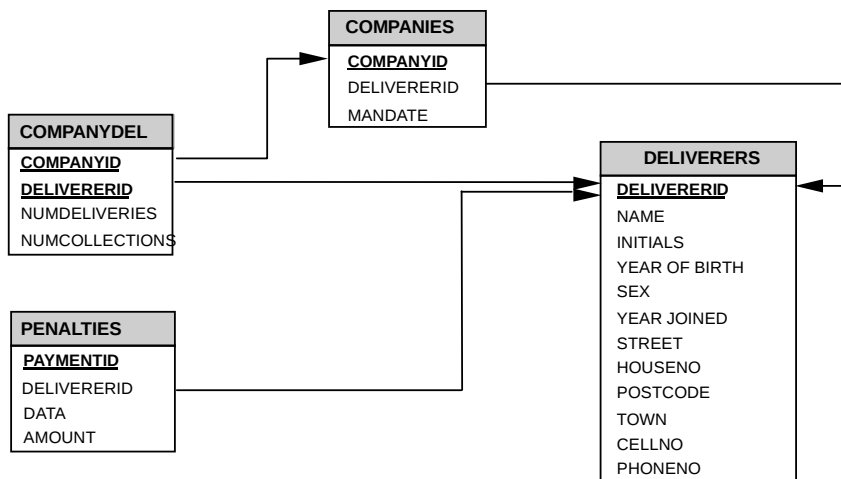 COMPANIES
COMPANYID
DELIVERERID
MANDATE
COMPANYDEL
COMPANYID
DELIVERERID
NUMDELIVERIES
NUMCOLLECTIONS
DELIVERERS
DELIVERERID
NAME
INITIALS
YEAR OF BIRTH
SEX
YEAR JOINED
STREET
HOUSENO
POSTCODE
TOWN
CELLNO
PHONENO
PENALTIES
PAYMENTID
DELIVERERID
DATA
AMOUNT